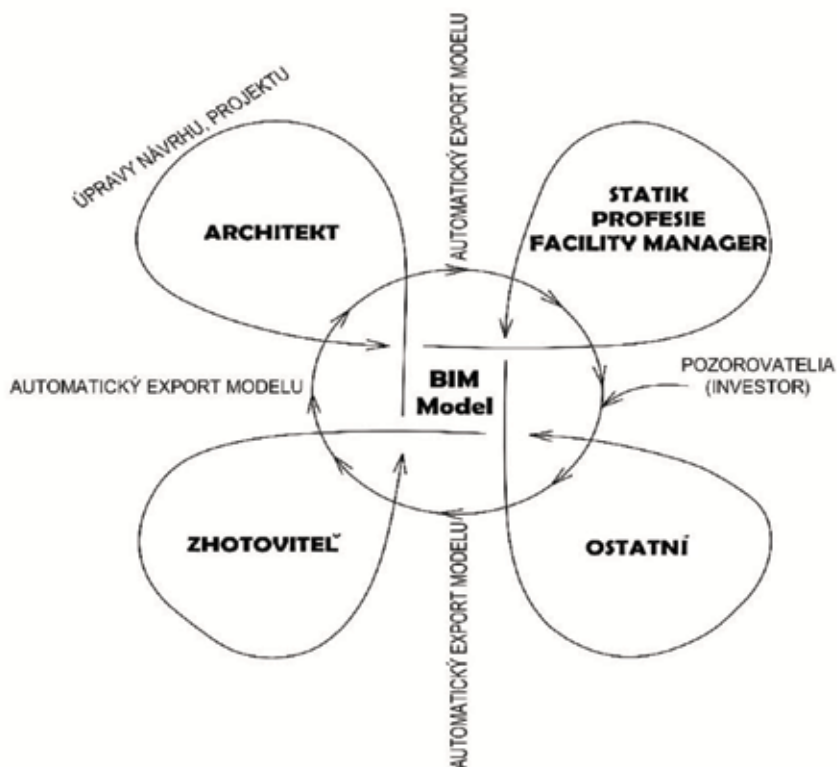 AUTOMATICKÝ EXPORT MODELU
ÚPRAVY NÁVRHU, PROJEKTU
ARCHITEKT
STATIK
PROFESIE
FACILITY MANAGER
AUTOMATICKÝ EXPORT MODELU
BIM
Model
POZOROVATELIA
(INVESTOR)
ZHOTOVITEĽ
OSTATNÍ
AUTOMATICKÝ EXPORT MODELU